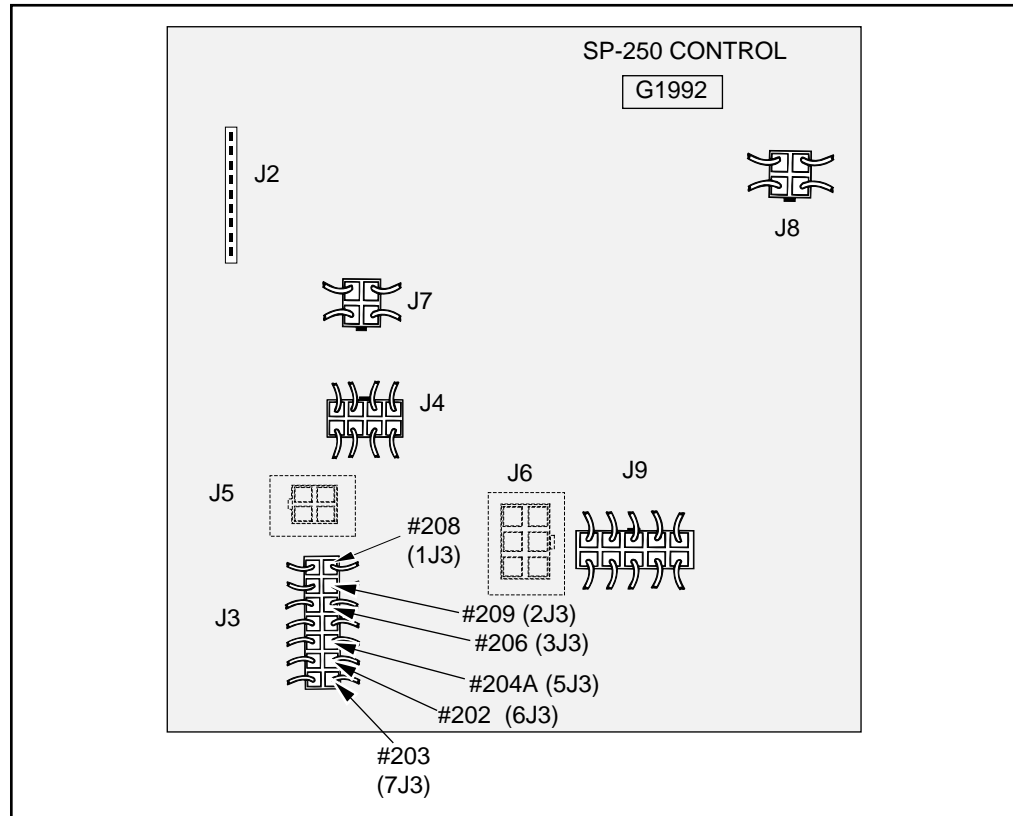 SP-250 CONTROL
G1992
J2
J8
J7
J4
J6
J9
J5
#208
(1J3)
#209 (2J3)
J3
#206 (3J3)
#204A (5J3)
#202 (6J3)
#203
(7J3)